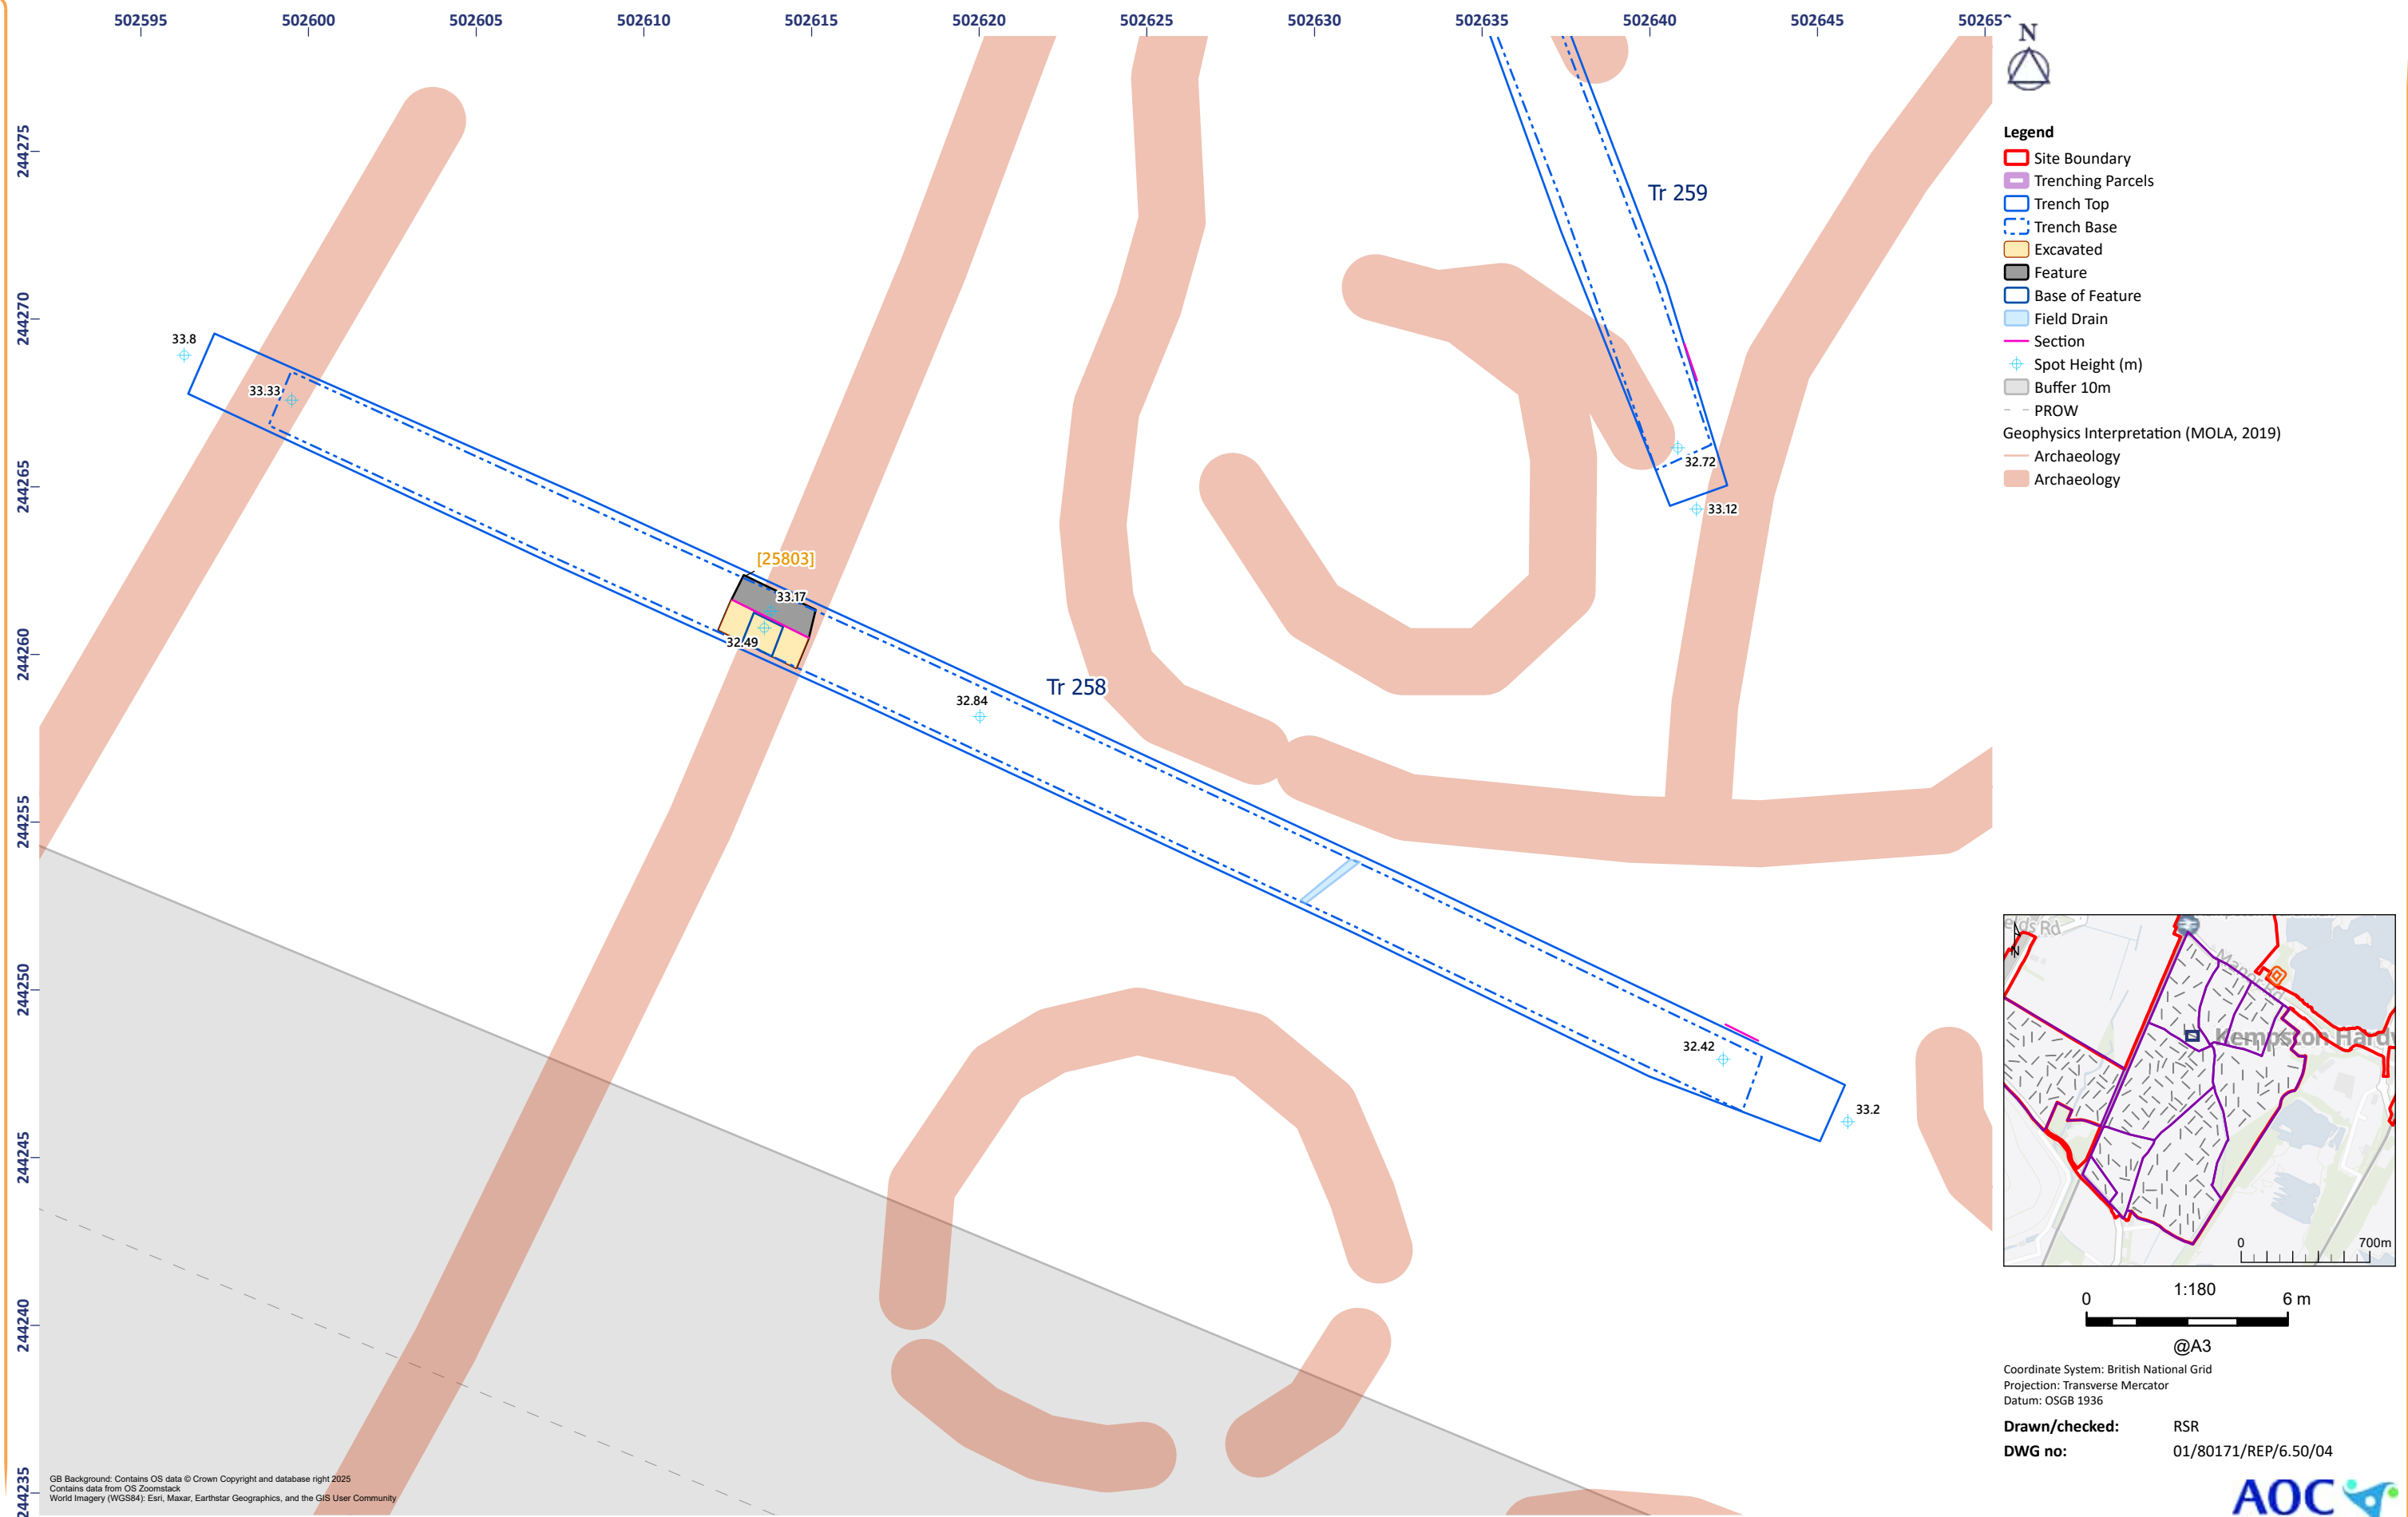 502595 502600 502605 502610 502615 502620 502625 502630 502635 502640 502645
N
244275
244270
244265
244260
244255
244250
244245
244240
244235
Tr 259
33.8
33.33
32.72
33.12
[25803]
33.17
32.49
Tr 258
32.84
32.42
33.2
Legend
Site Boundary
Trenching Parcels
Trench Top
Trench Base
Excavated
Feature
Base of Feature
Field Drain
Section
Spot Height (m)
Buffer 10m
PROW
Geophysics Interpretation (MOLA, 2019)
Archaeology
Archaeology
elds Rd
Kempston Hardw
0 700m
1:180
0 6 m
@A3
Coordinate System: British National Grid
Projection: Transverse Mercator
Datum: OSGB 1936
Drawn/checked: RSR
DWG no: 01/80171/REP/6.50/04
AOC
GB Background: Contains OS data © Crown Copyright and database right 2025
Contains data from OS Zoomstack
World Imagery (WGS84): Esri, Maxar, Earthstar Geographics, and the GIS User Community